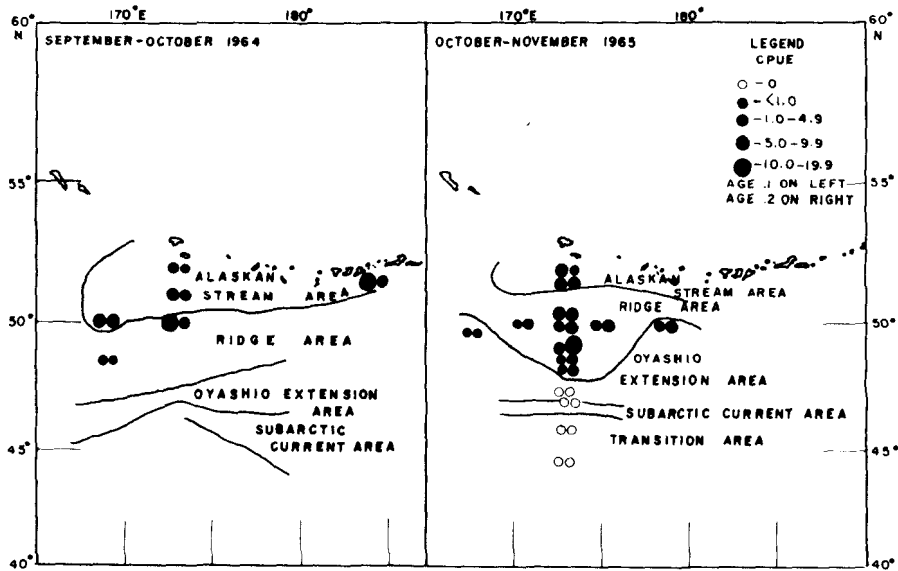 170°E 180° 170°E 180°
60° N
SEPTEMBER-OCTOBER 1964
OCTOBER-NOVEMBER 1965
60° N
LEGEND
CPUE
-0
-<1.0
-1.0-4.9
-5.0-9.9
-10.0-19.9
AGE .1 ON LEFT
AGE .2 ON RIGHT
55°
55°
ALASKAN
STREAM AREA
ALASKAN
STREAM AREA
RIDGE AREA
50°
50°
RIDGE AREA
OYASHIO
EXTENSION AREA
OYASHIO EXTENSION
AREA
SUBARCTIC
CURRENT AREA
SUBARCTIC CURRENT AREA
TRANSITION AREA
45°
45°
40°
40°